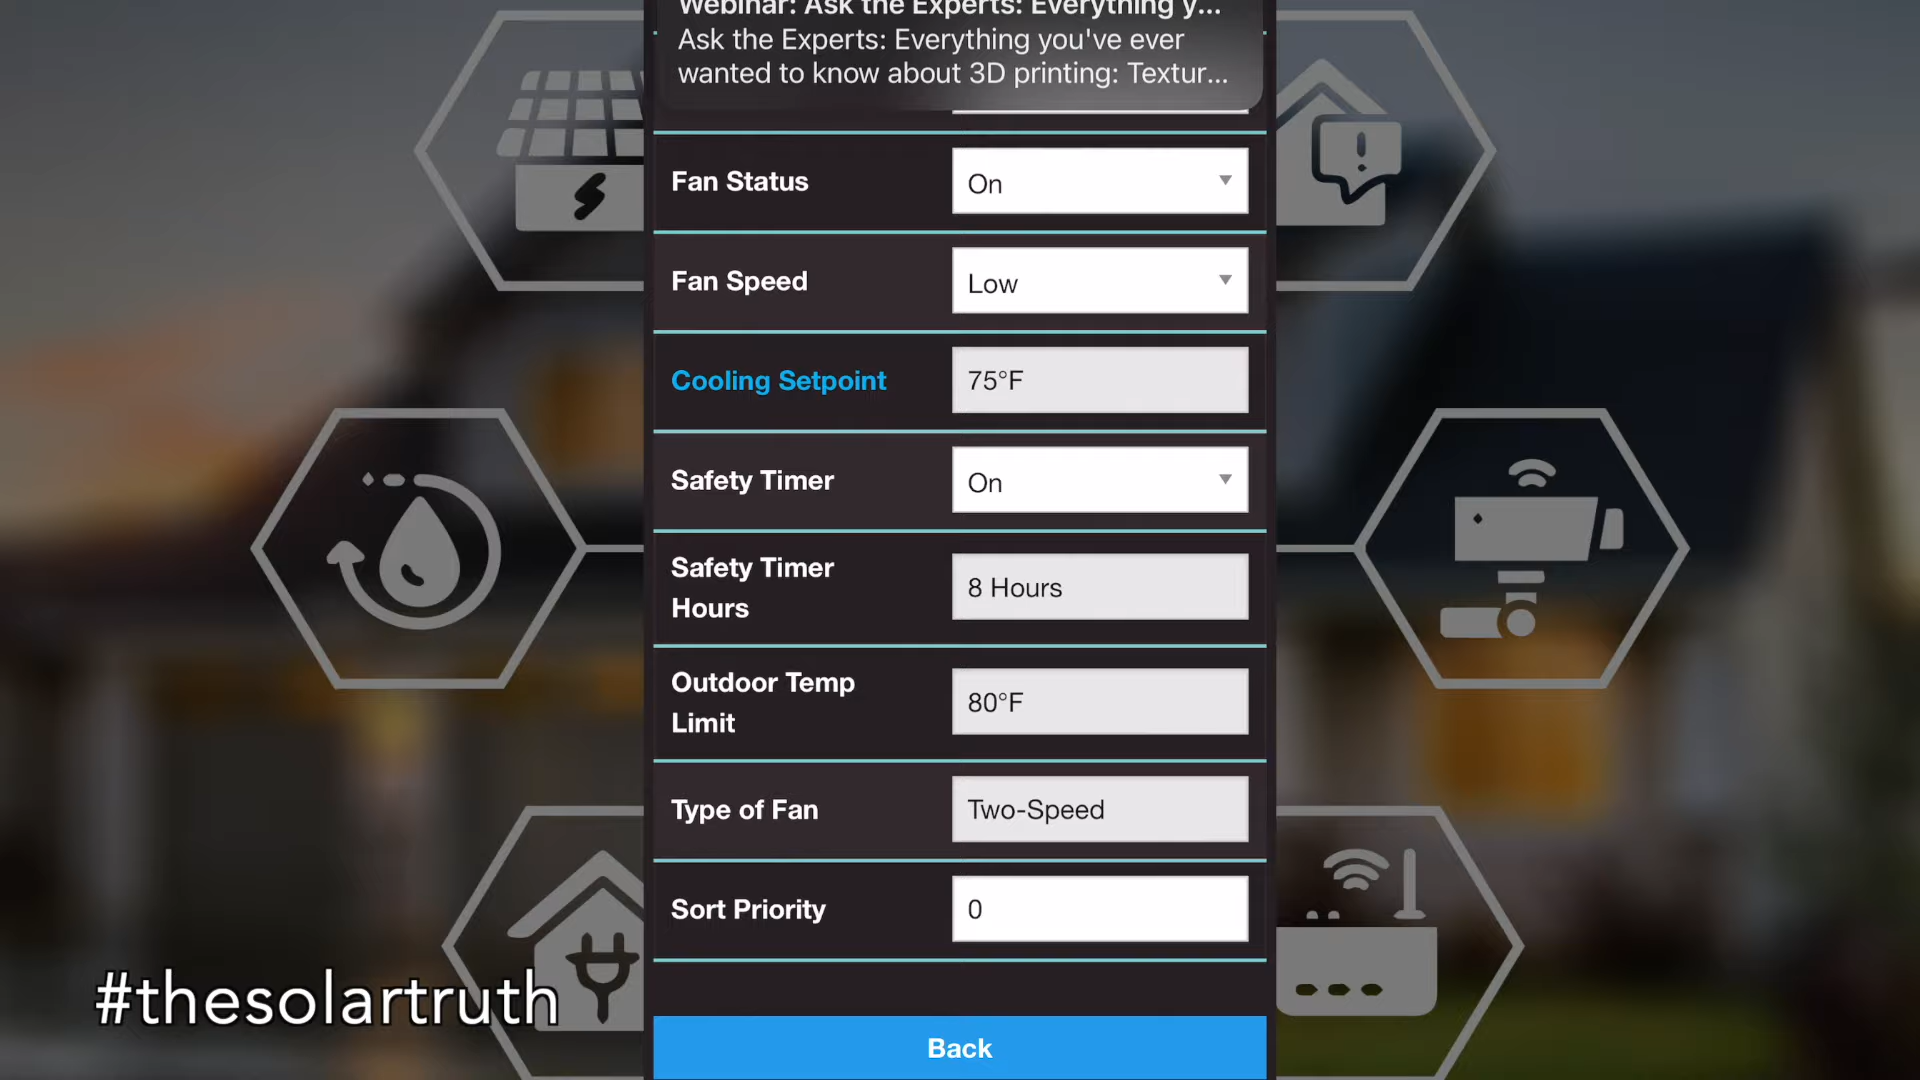 Webinar: Ask the Experts: Everything y...
Ask the Experts: Everything you've ever
wanted to know about 3D printing: Textur...
Fan Status
On
Fan Speed
Low
Cooling Setpoint
75°F
Safety Timer
On
Safety Timer
Hours
8 Hours
Outdoor Temp
Limit
80°F
Type of Fan
Two-Speed
Sort Priority
0
#thesolartruth
Back